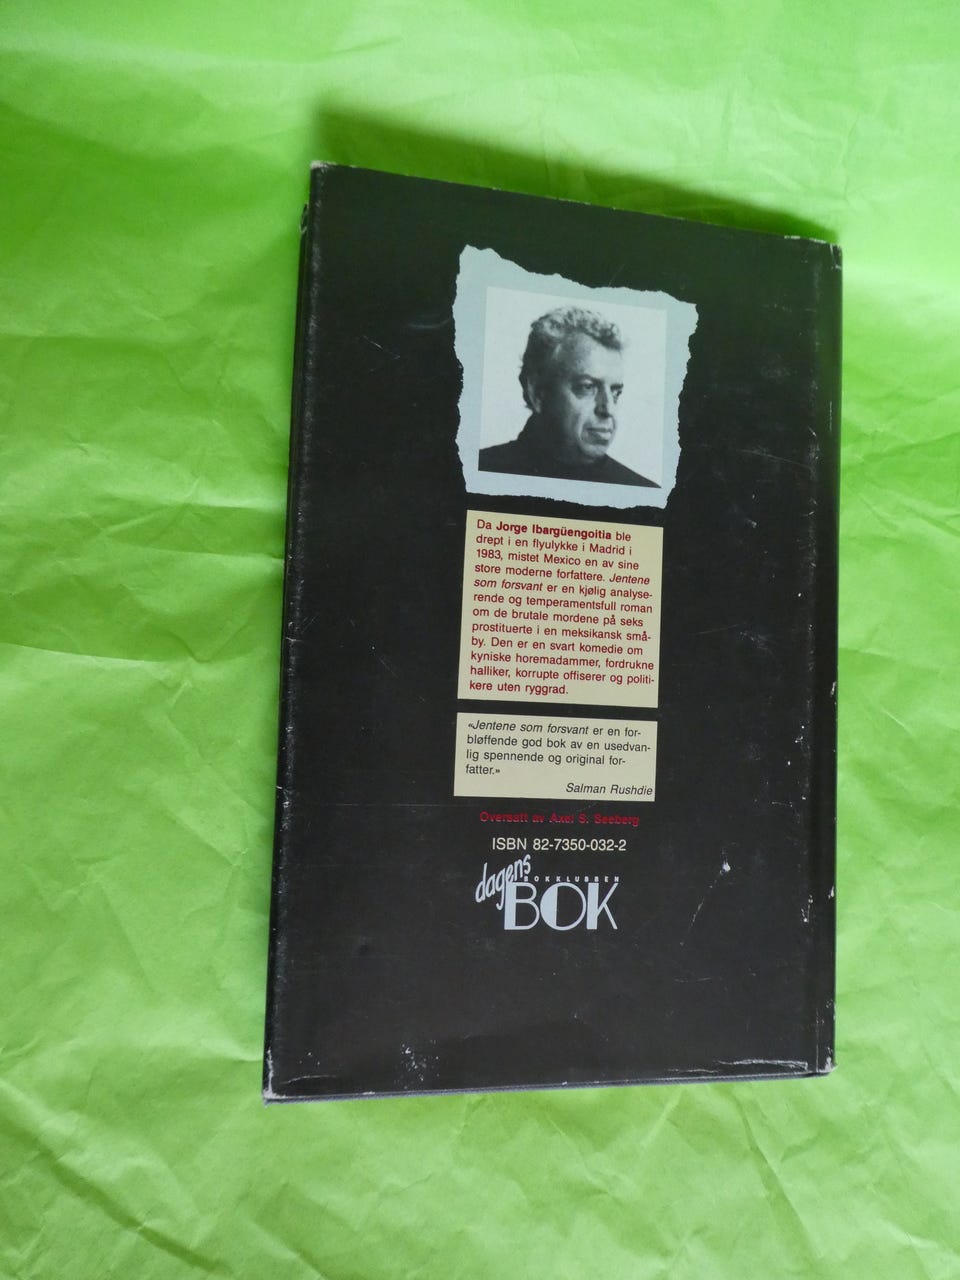 Da Jorge Ibargüengoitia ble
drept i en flyulykke i Madrid i
1983, mistet Mexico en av sine
store moderne forfattere. Jentene
som forsvant er en kjølig analyse-
rende og temperamentsfull roman
om de brutale mordene på seks
prostituerte i en meksikansk små-
by. Den er en svart komedie om
kyniske horemadammer, fordrukne
halliker, korrupte offiserer og politi-
kere uten ryggrad.
«Jentene som forsvant er en for-
bløffende god bok av en usedvan-
lig spennende og original for-
fatter.»
Salman Rushdie
Oversatt av Axel S. Seeberg
ISBN 82-7350-032-2
dagens
BOKKLUBBEN
BOK